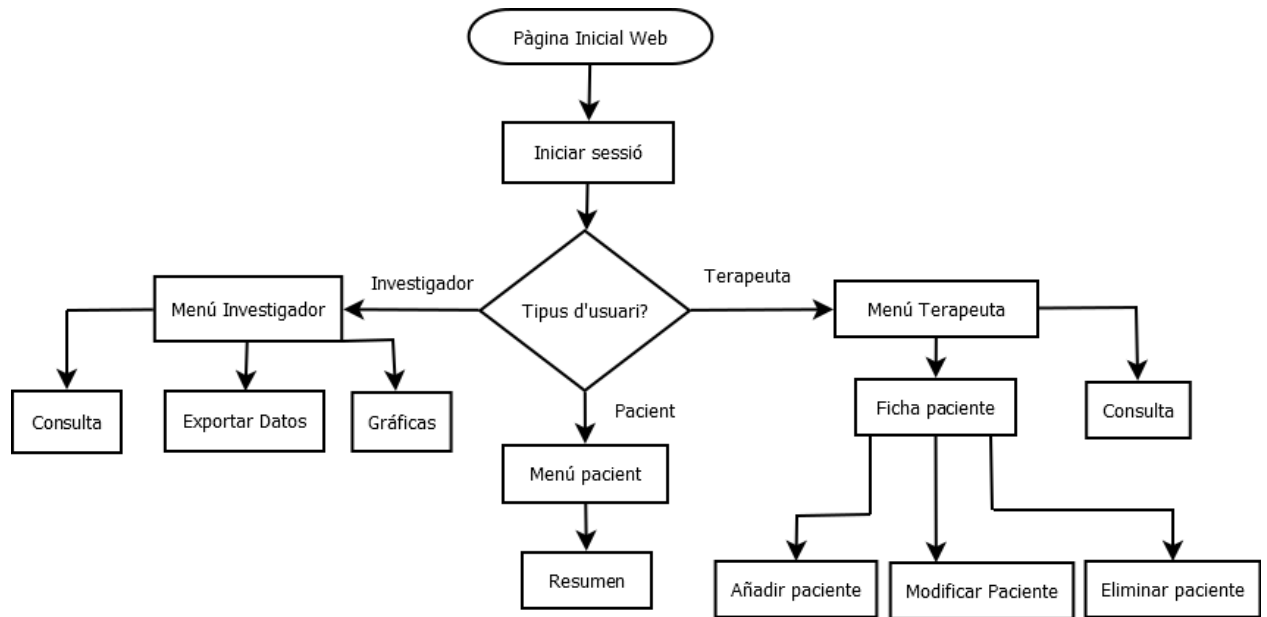 Pàgina Inicial Web
Iniciar sessió
Tipus d'usuari?
Investigador
Terapeuta
Pacient
Menú Investigador
Menú Terapeuta
Consulta
Exportar Datos
Gráficas
Menú pacient
Resumen
Ficha paciente
Consulta
Añadir paciente
Modificar Paciente
Eliminar paciente